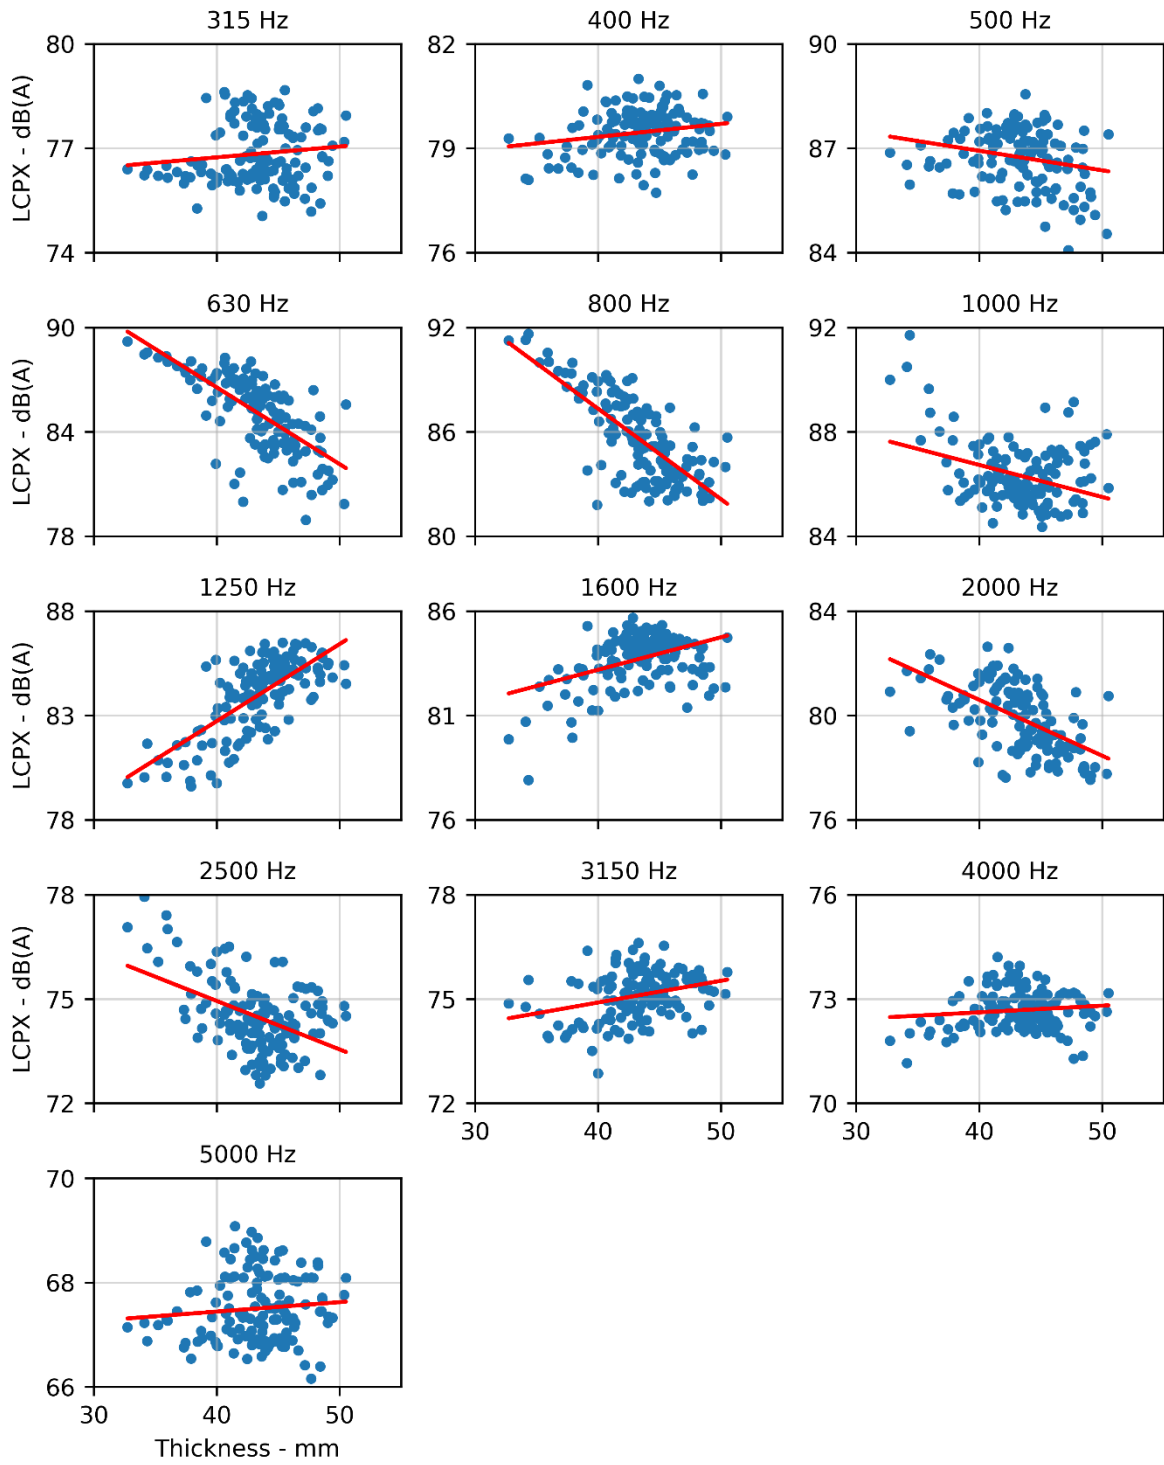 315 Hz
400 Hz
500 Hz
80
77
74
LCPX - dB(A)
82
79
76
90
87
84
630 Hz
800 Hz
1000 Hz
90
84
78
LCPX - dB(A)
92
86
80
92
88
84
1250 Hz
1600 Hz
2000 Hz
88
83
78
LCPX - dB(A)
86
81
76
84
80
76
2500 Hz
3150 Hz
4000 Hz
78
75
72
LCPX - dB(A)
78
75
72
30 40 50
76
73
70
30 40 50
5000 Hz
70
68
66
30 40 50
Thickness - mm